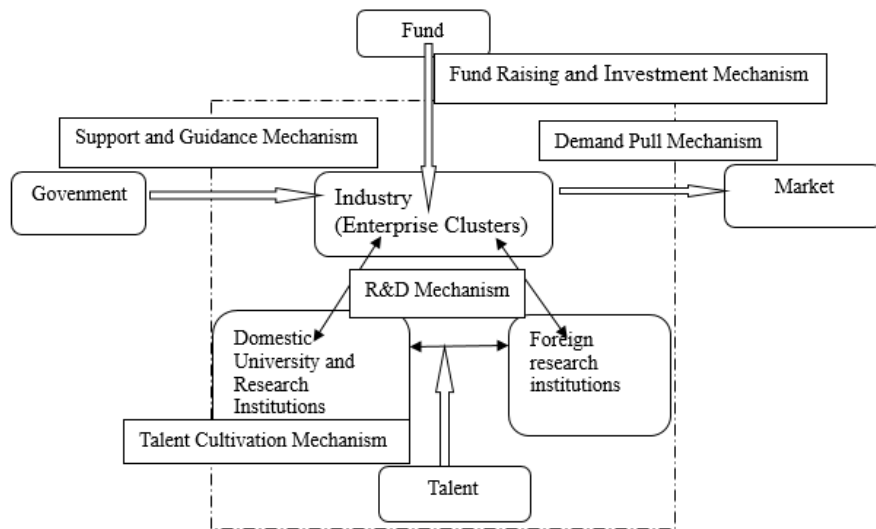 Fund
Fund Raising and Investment Mechanism
Support and Guidance Mechanism
Demand Pull Mechanism
Govenment
Industry
(Enterprise Clusters)
Market
R&D Mechanism
Domestic
University and
Research
Institutions
Foreign
research
institutions
Talent Cultivation Mechanism
Talent